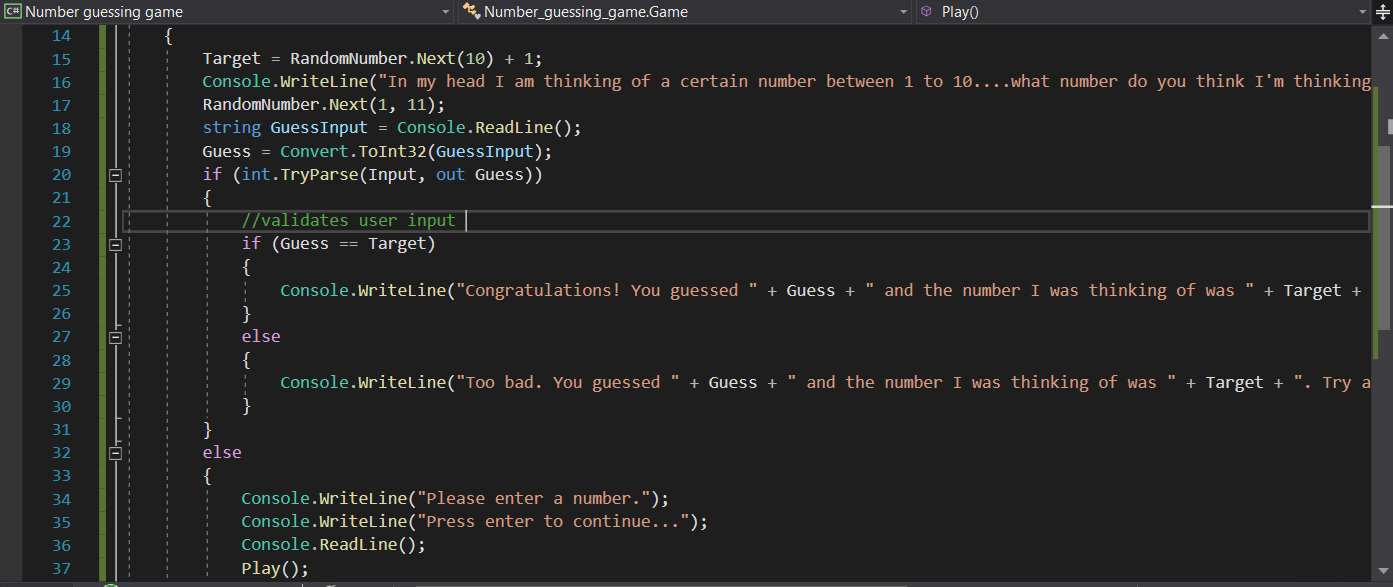 C# Number guessing game Number_guessing_game.Game Play()
14 {
15 Target = RandomNumber.Next(10) + 1;
16 Console.WriteLine("In my head I am thinking of a certain number between 1 to 10....what number do you think I'm thinking
17 RandomNumber.Next(1, 11);
18 string GuessInput = Console.ReadLine();
19 Guess = Convert.ToInt32(GuessInput);
20 if (int.TryParse(Input, out Guess))
21 {
22 //validates user input
23 if (Guess == Target)
24 {
25 Console.WriteLine("Congratulations! You guessed " + Guess + " and the number I was thinking of was " + Target +
26 }
27 else
28 {
29 Console.WriteLine("Too bad. You guessed " + Guess + " and the number I was thinking of was " + Target + ". Try a
30 }
31 }
32 else
33 {
34 Console.WriteLine("Please enter a number.");
35 Console.WriteLine("Press enter to continue...");
36 Console.ReadLine();
37 Play();